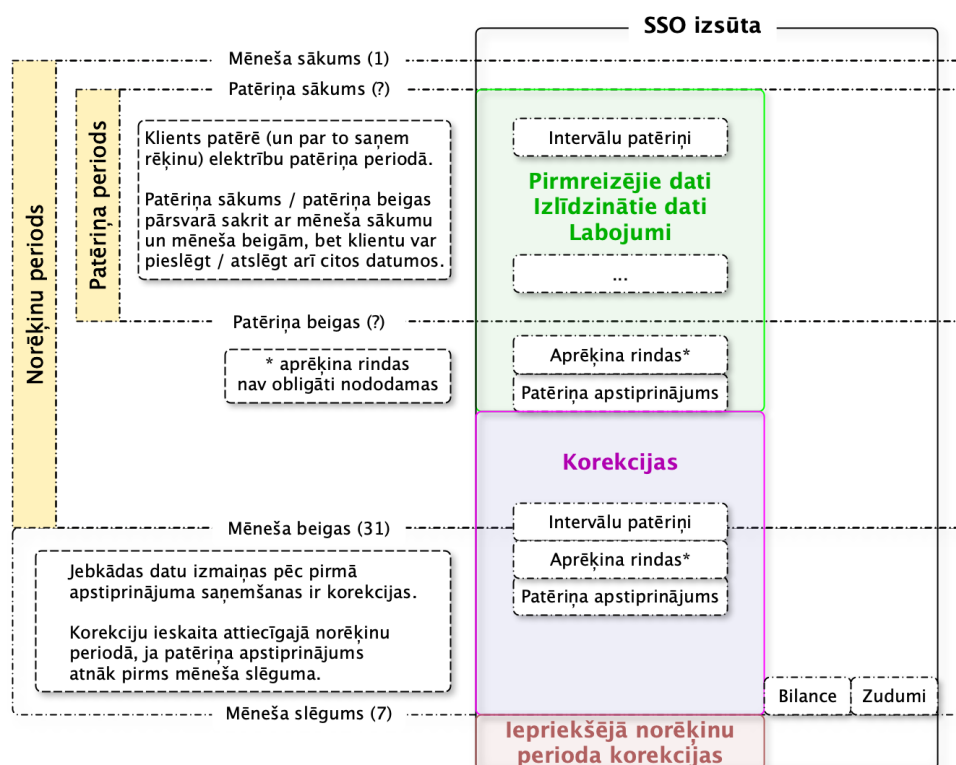 SSO izsūta
Mēneša sākums (1)
Patēriņa sākums (?)
Norēķinu periods
Patēriņa periods
Klients patērē (un par to saņem
rēķinu) elektrību patēriņa periodā.
Patēriņa sākums / patēriņa beigas
pārsvarā sakrit ar mēneša sākumu
un mēneša beigām, bet klientu var
pieslēgt / atslēgt arī citos datumos.
Intervālu patēriņi
Pirmreizējie dati
Izlīdzinātie dati
Labojumi
...
Patēriņa beigas (?)
* aprēķina rindas
nav obligāti nododamas
Aprēķina rindas*
Patēriņa apstiprinājums
Korekcijas
Mēneša beigas (31)
Intervālu patēriņi
Aprēķina rindas*
Patēriņa apstiprinājums
Jebkādas datu izmaiņas pēc pirmā
apstiprinājuma saņemšanas ir korekcijas.
Korekciju ieskaita attiecīgajā norēķinu
periodā, ja patēriņa apstiprinājums
atnāk pirms mēneša slēguma.
Bilance
Zudumi
Mēneša slēgums (7)
Iepriekšējā norēķinu
perioda korekcijas